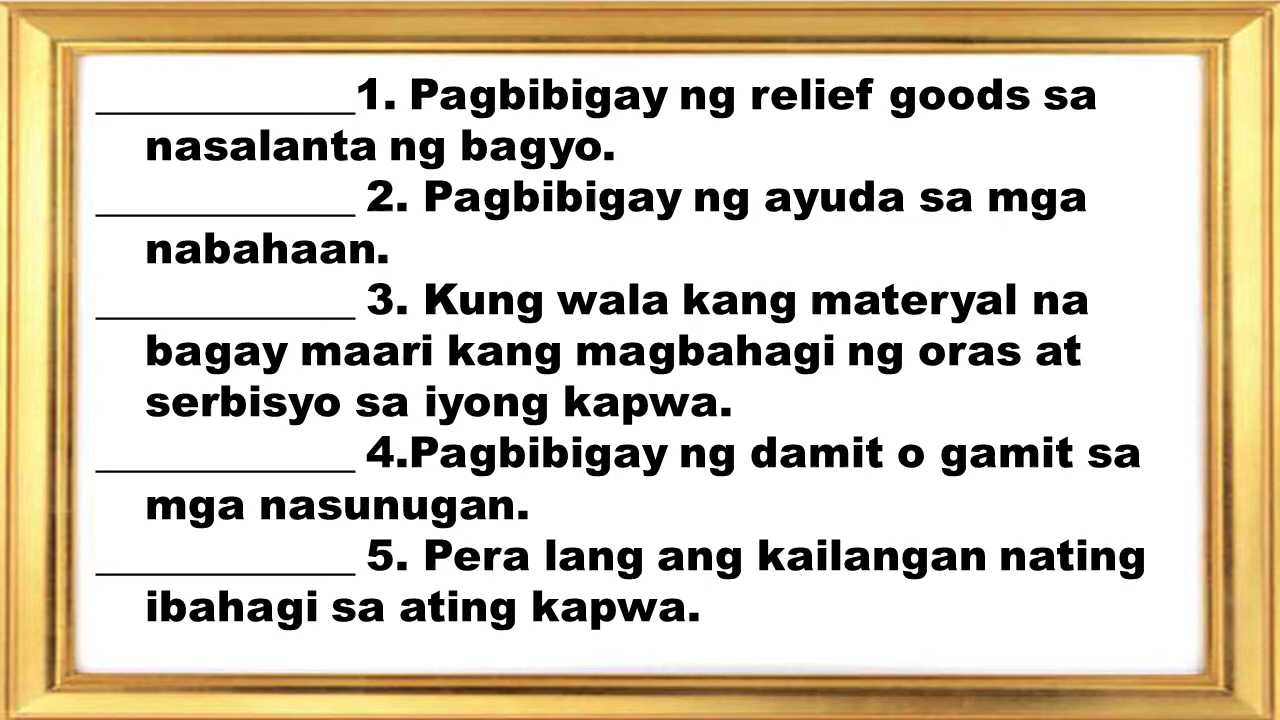 ____________1. Pagbibigay ng relief goods sa
nasalanta ng bagyo.
____________ 2. Pagbibigay ng ayuda sa mga
nabahaan.
____________ 3. Kung wala kang materyal na
bagay maari kang magbahagi ng oras at
serbisyo sa iyong kapwa.
____________ 4.Pagbibigay ng damit o gamit sa
mga nasunugan.
____________ 5. Pera lang ang kailangan nating
ibahagi sa ating kapwa.